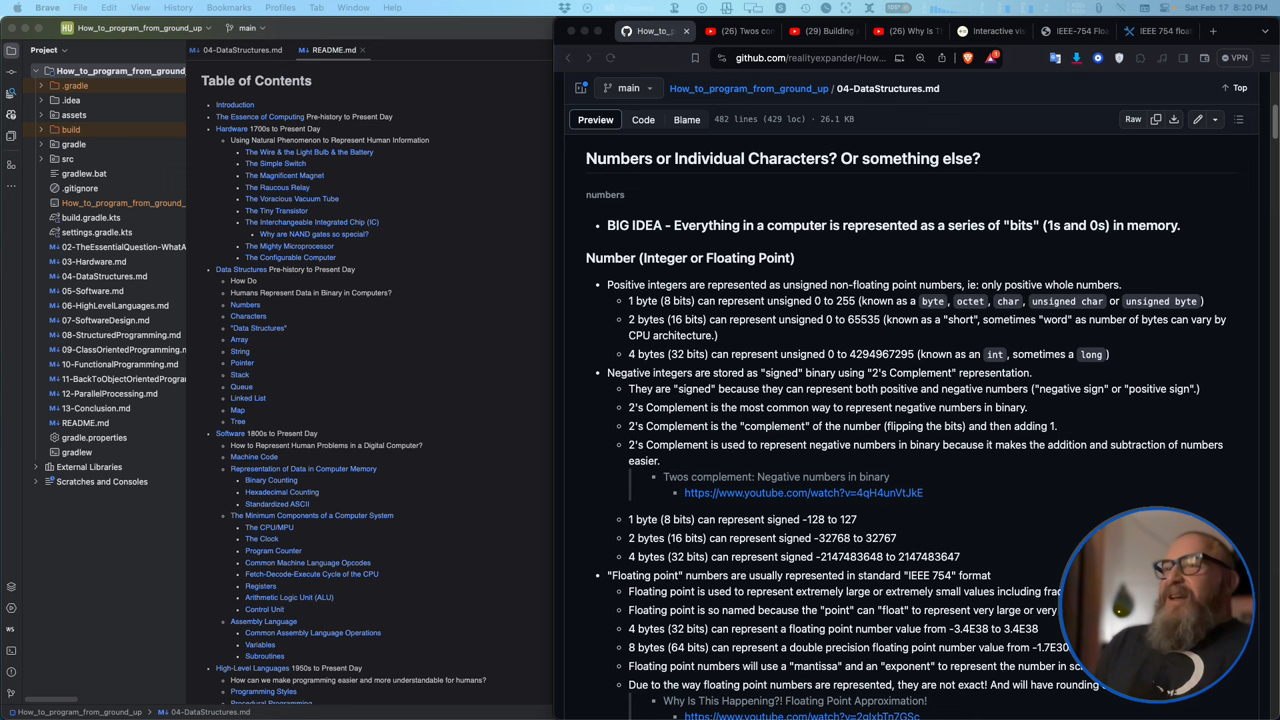 Brave File Edit View History Bookmarks Profiles Tab Window Help
Sat Feb 17 8:20 PM
HU How_to_program_from_ground_up main
Project
How_to_program_from_ground_up
.gradle
.idea
assets
build
gradle
src
gradlew.bat
.gitignore
How_to_program_from_ground_
build.gradle.kts
settings.gradle.kts
02-TheEssentialQuestion-WhatA
03-Hardware.md
04-DataStructures.md
05-Software.md
06-HighLevelLanguages.md
07-SoftwareDesign.md
08-StructuredProgramming.md
09-ClassOrientedProgramming.m
10-FunctionalProgramming.md
11-BackToObjectOrientedProgran
12-ParallelProcessing.md
13-Conclusion.md
README.md
gradle.properties
gradlew
External Libraries
Scratches and Consoles
04-DataStructures.md README.md
Table of Contents
Introduction
The Essence of Computing Pre-history to Present Day
Hardware 1700s to Present Day
Using Natural Phenomenon to Represent Human Information
The Wire & the Light Bulb & the Battery
The Simple Switch
The Magnificent Magnet
The Raucous Relay
The Voracious Vacuum Tube
The Tiny Transistor
The Interchangeable Integrated Chip (IC)
Why are NAND gates so special?
The Mighty Microprocessor
The Configurable Computer
Data Structures Pre-history to Present Day
How Do
Humans Represent Data in Binary in Computers?
Numbers
Characters
"Data Structures"
Array
String
Pointer
Stack
Queue
Linked List
Map
Tree
Software 1800s to Present Day
How to Represent Human Problems in a Digital Computer?
Machine Code
Representation of Data in Computer Memory
Binary Counting
Hexadecimal Counting
Standardized ASCII
The Minimum Components of a Computer System
The CPU/MPU
The Clock
Program Counter
Common Machine Language Opcodes
Fetch-Decode-Execute Cycle of the CPU
Registers
Arithmetic Logic Unit (ALU)
Control Unit
Assembly Language
Common Assembly Language Operations
Variables
Subroutines
High-Level Languages 1950s to Present Day
How can we make programming easier and more understandable for humans?
Programming Styles
How_to_program_from_ground_up > 04-DataStructures.md
How_to_p (26) Twos con (29) Building (26) Why Is Th Interactive vis IEEE-754 Floa IEEE 754 float
github.com/realityexpander/How... 1 VPN
main How_to_program_from_ground_up / 04-DataStructures.md Top
Preview Code Blame 482 lines (429 loc) · 26.1 KB Raw
Numbers or Individual Characters? Or something else?
numbers
BIG IDEA - Everything in a computer is represented as a series of "bits" (1s and 0s) in memory.
Number (Integer or Floating Point)
Positive integers are represented as unsigned non-floating point numbers, ie: only positive whole numbers.
1 byte (8 bits) can represent unsigned 0 to 255 (known as a byte, octet, char, unsigned char or unsigned byte)
2 bytes (16 bits) can represent unsigned 0 to 65535 (known as a "short", sometimes "word" as number of bytes can vary by
CPU architecture.)
4 bytes (32 bits) can represent unsigned 0 to 4294967295 (known as an int, sometimes a long)
Negative integers are stored as "signed" binary using "2's Complement" representation.
They are "signed" because they can represent both positive and negative numbers ("negative sign" or "positive sign".)
2's Complement is the most common way to represent negative numbers in binary.
2's Complement is the "complement" of the number (flipping the bits) and then adding 1.
2's Complement is used to represent negative numbers in binary because it makes the addition and subtraction of numbers
easier.
Twos complement: Negative numbers in binary
https://www.youtube.com/watch?v=4qH4unVtJkE
1 byte (8 bits) can represent signed -128 to 127
2 bytes (16 bits) can represent signed -32768 to 32767
4 bytes (32 bits) can represent signed -2147483648 to 2147483647
"Floating point" numbers are usually represented in standard "IEEE 754" format
Floating point is used to represent extremely large or extremely small values including frac
Floating point is so named because the "point" can "float" to represent very large or very
4 bytes (32 bits) can represent a floating point number value from -3.4E38 to 3.4E38
8 bytes (64 bits) can represent a double precision floating point number value from -1.7E30
Floating point numbers will use a "mantissa" and an "exponent" to represent the number in sc
Due to the way floating point numbers are represented, they are not exact! And will have rounding
Why Is This Happening?! Floating Point Approximation!